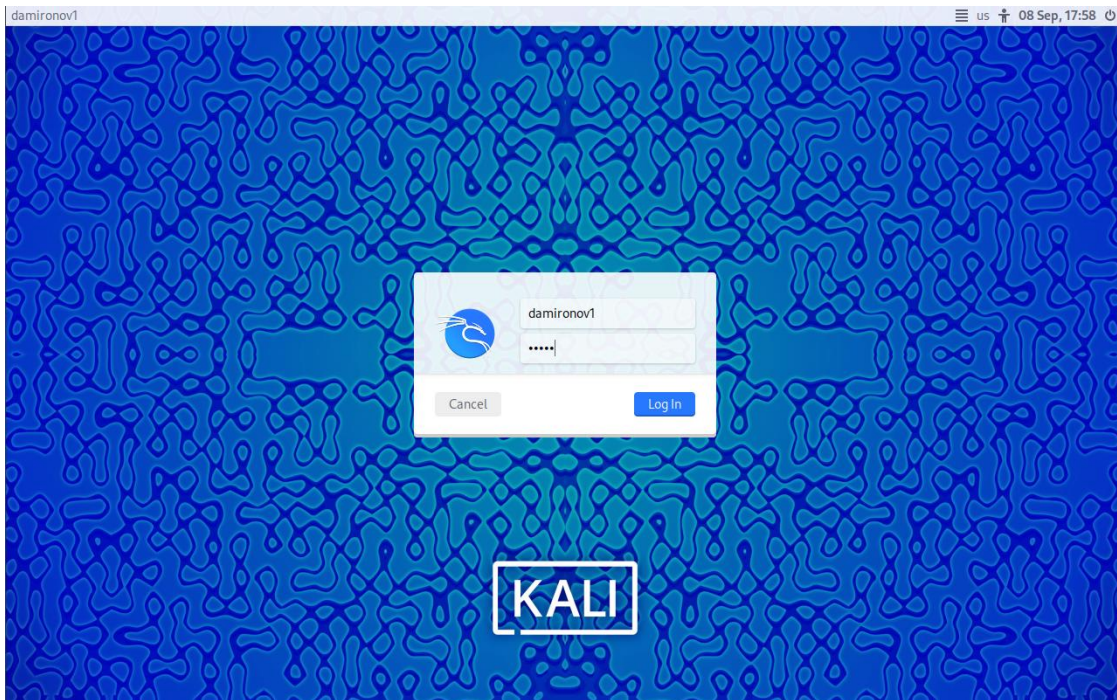 damironov1
us 08 Sep, 17:58
damironov1
•••••
Cancel
Log In
KALI